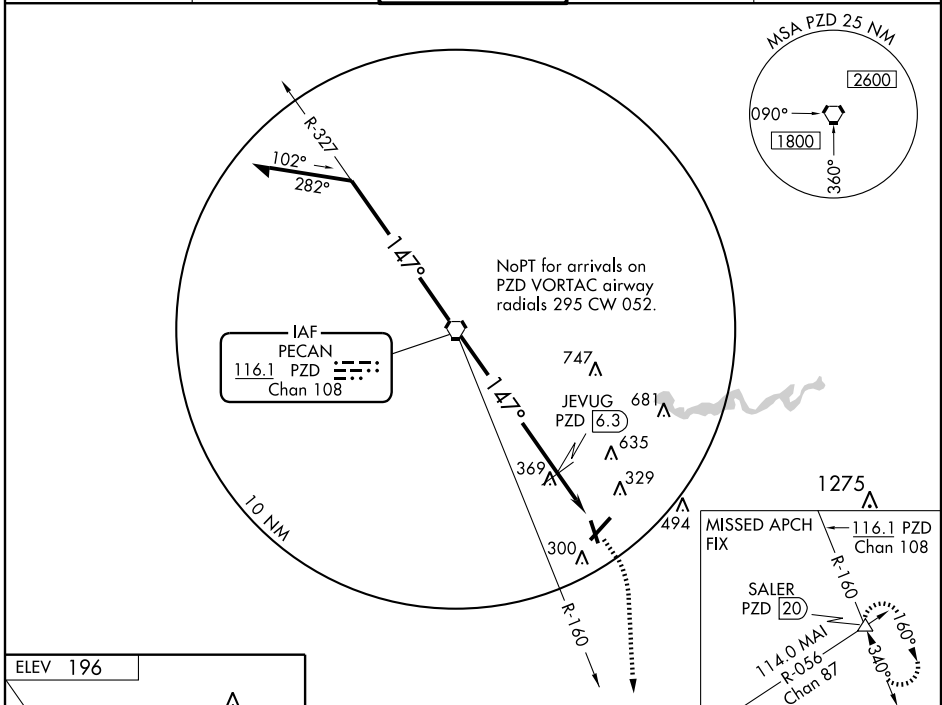 MSA PZD 25 NM
2600
090°
1800
360°
R-327
102°
282°
147°
NoPT for arrivals on
PZD VORTAC airway
radials 295 CW 052.
IAF
PECAN
116.1 PZD
Chan 108
147°
747
JEVUG
PZD 6.3
681
635
369
329
494
1275
300
10 NM
R-160
MISSED APCH
FIX
116.1 PZD
Chan 108
R-160
SALER
PZD 20
160°
340°
114.0 MAI
R-056
Chan 87
ELEV 196